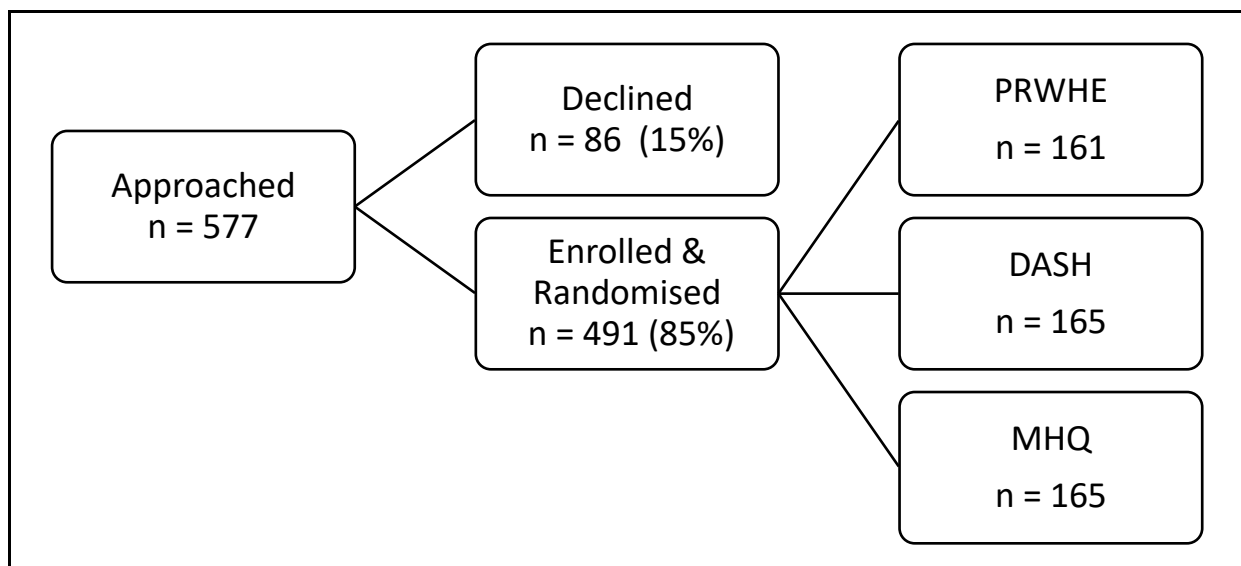 Approached
n = 577
Declined
n = 86 (15%)
Enrolled &
Randomised
n = 491 (85%)
PRWHE
n = 161
DASH
n = 165
MHQ
n = 165